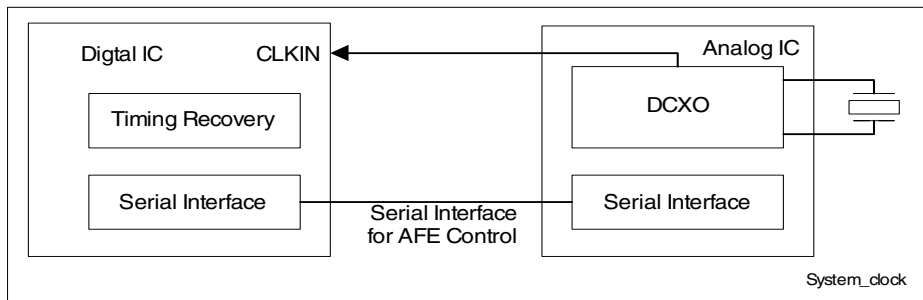 Digtal IC
CLKIN
Analog IC
Timing Recovery
DCXO
Serial Interface
Serial Interface
for AFE Control
Serial Interface
System_clock